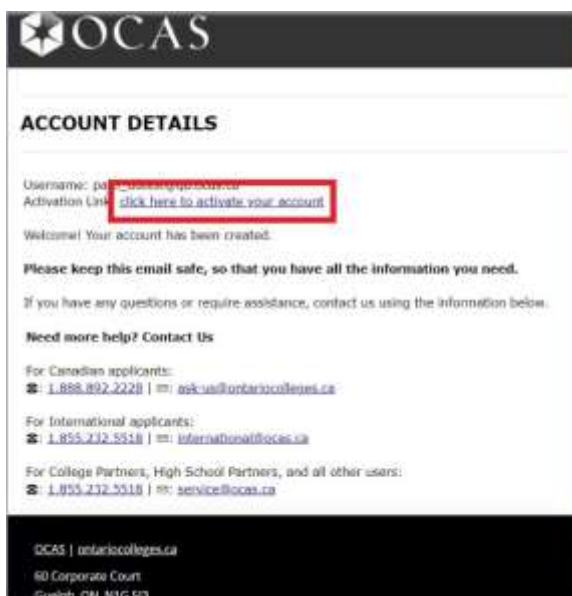 OCAS
ACCOUNT DETAILS
Username:
Activation Link: click here to activate your account
Welcome! Your account has been created.
Please keep this email safe, so that you have all the information you need.
If you have any questions or require assistance, contact us using the information below.
Need more help? Contact Us
For Canadian applicants:
☎: 1.888.892.2228 | ✉: ask-us@ontariocolleges.ca
For International applicants:
☎: 1.855.232.5518 | ✉: international@ocas.ca
For College Partners, High School Partners, and all other users:
☎: 1.855.232.5518 | ✉: service@ocas.ca
OCAS | ontariocolleges.ca
60 Corporate Court
Guelph, ON, N1G 5J3